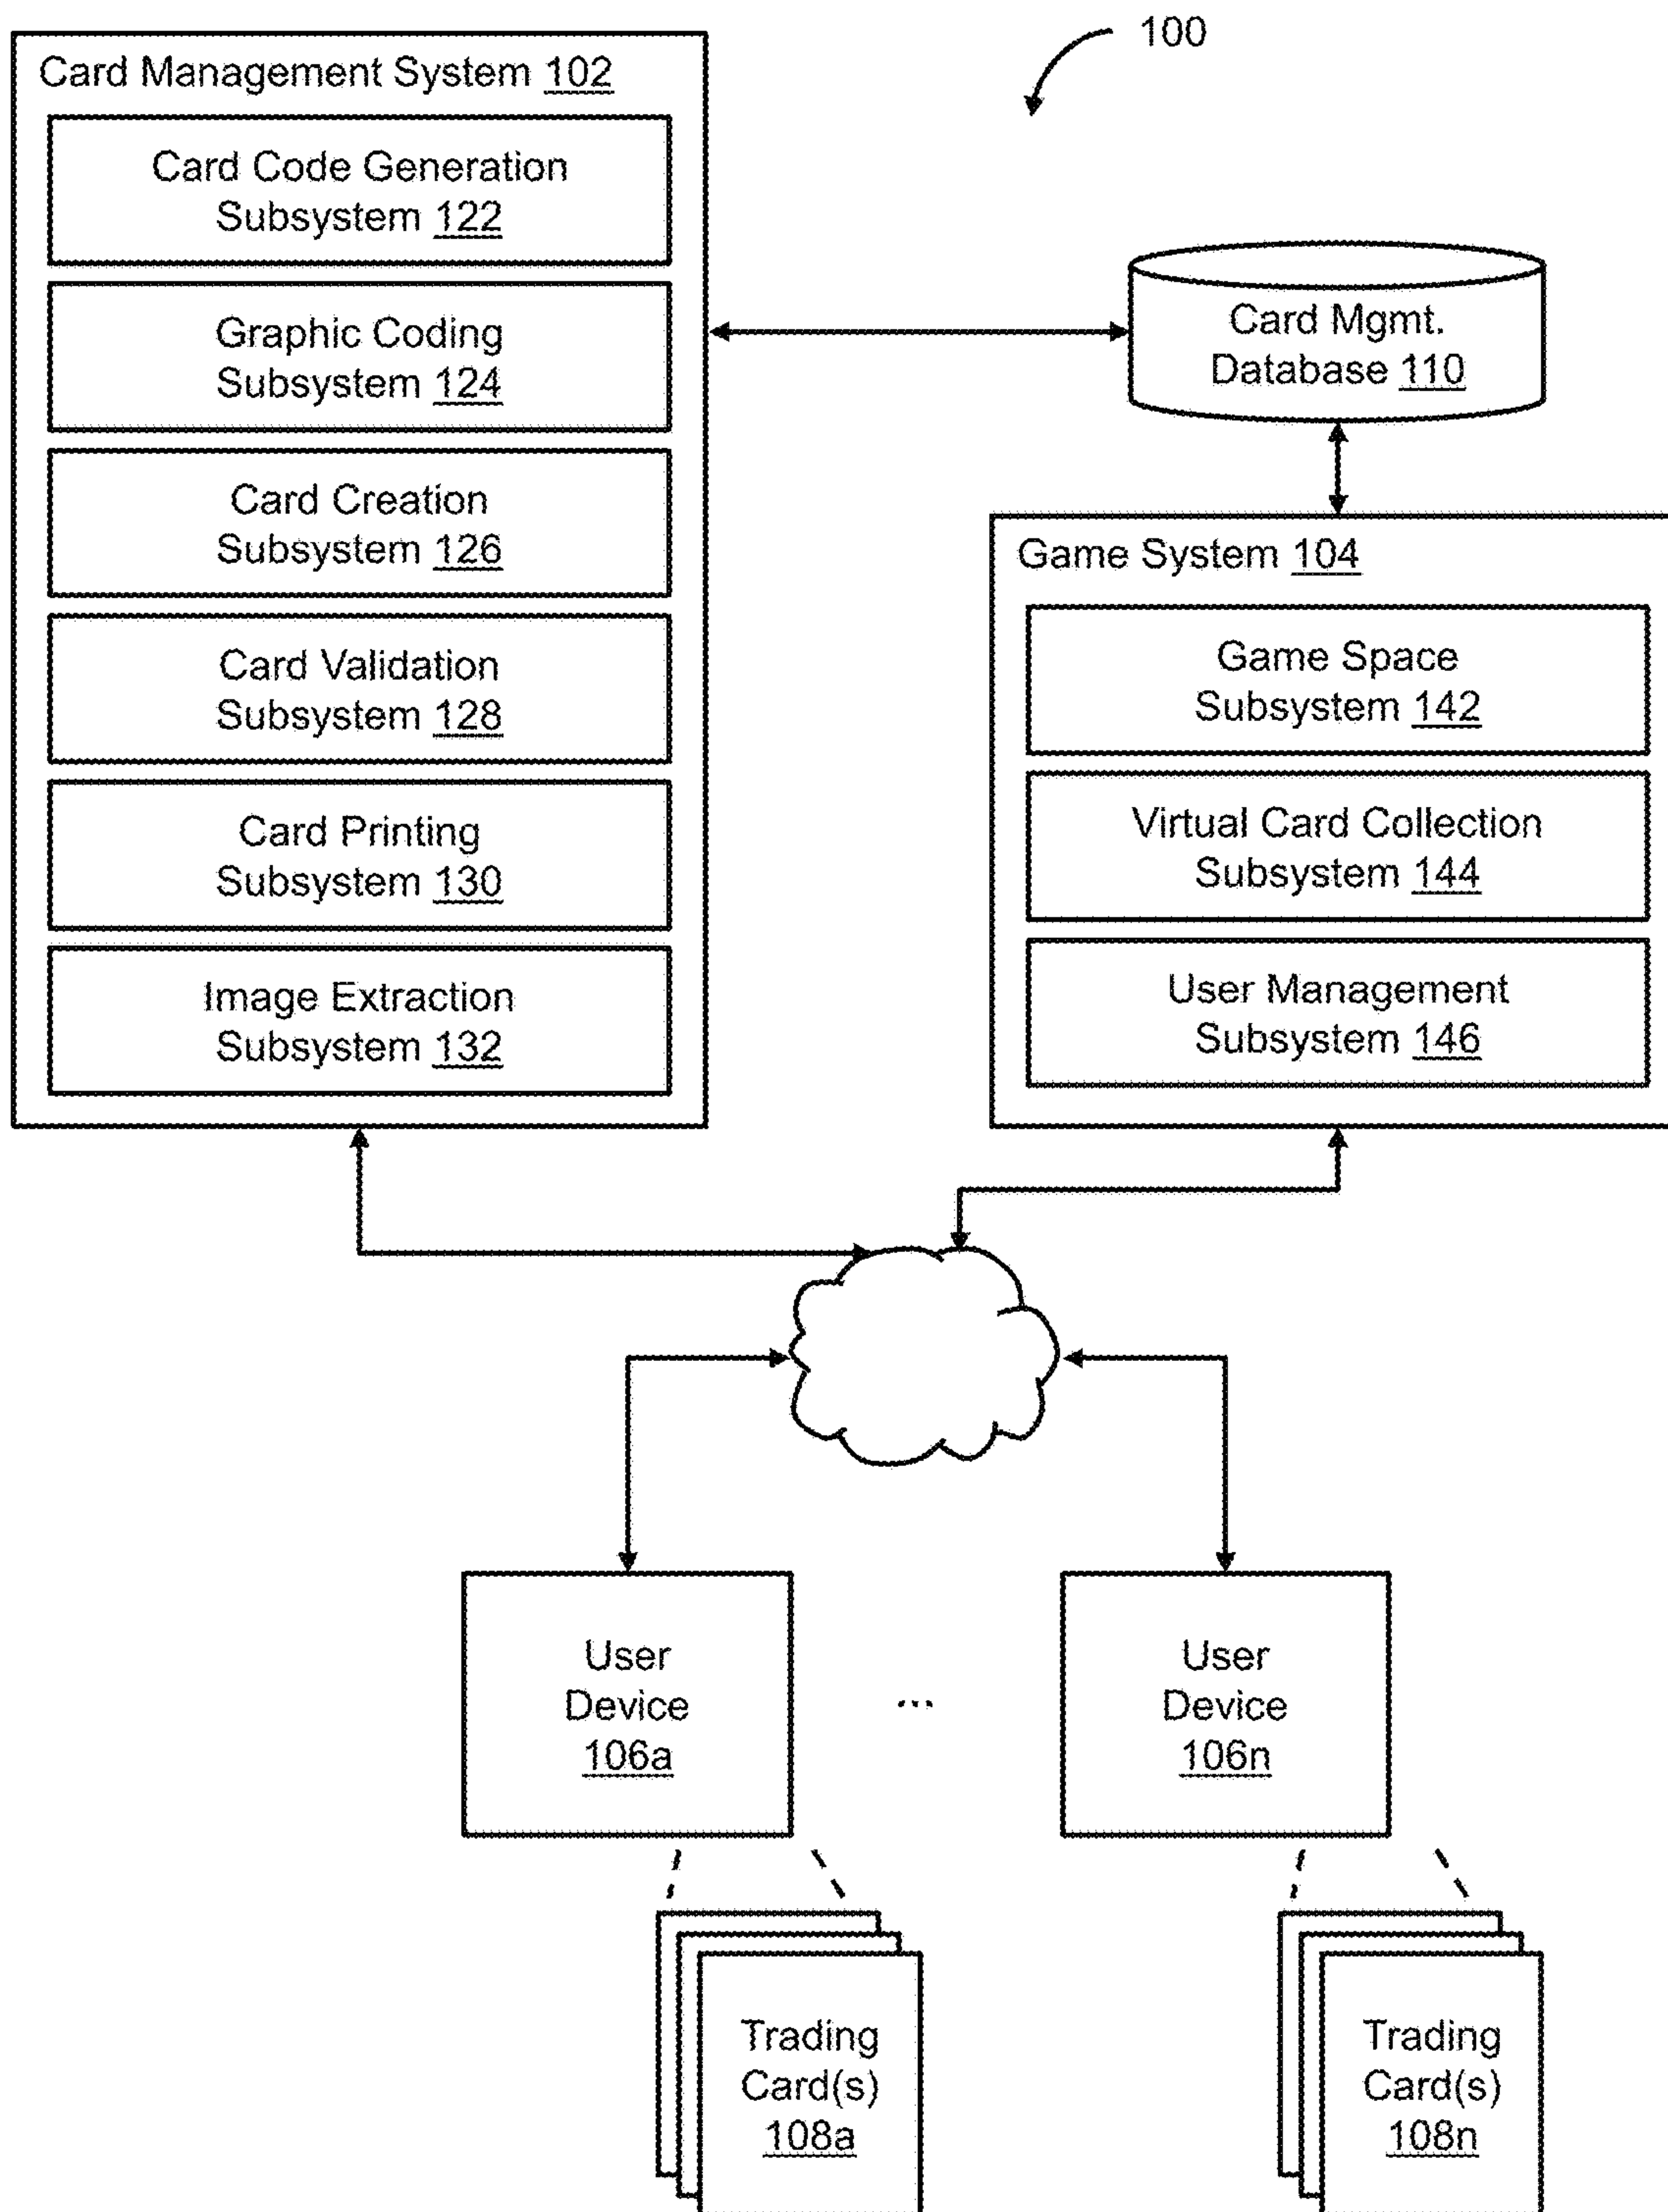 100
Card Management System 102
Card Code Generation
Subsystem 122
Graphic Coding
Subsystem 124
Card Creation
Subsystem 126
Card Validation
Subsystem 128
Card Printing
Subsystem 130
Image Extraction
Subsystem 132
Card Mgmt.
Database 110
Game System 104
Game Space
Subsystem 142
Virtual Card Collection
Subsystem 144
User Management
Subsystem 146
User
Device
106a
...
User
Device
106n
Trading
Card(s)
108a
Trading
Card(s)
108n